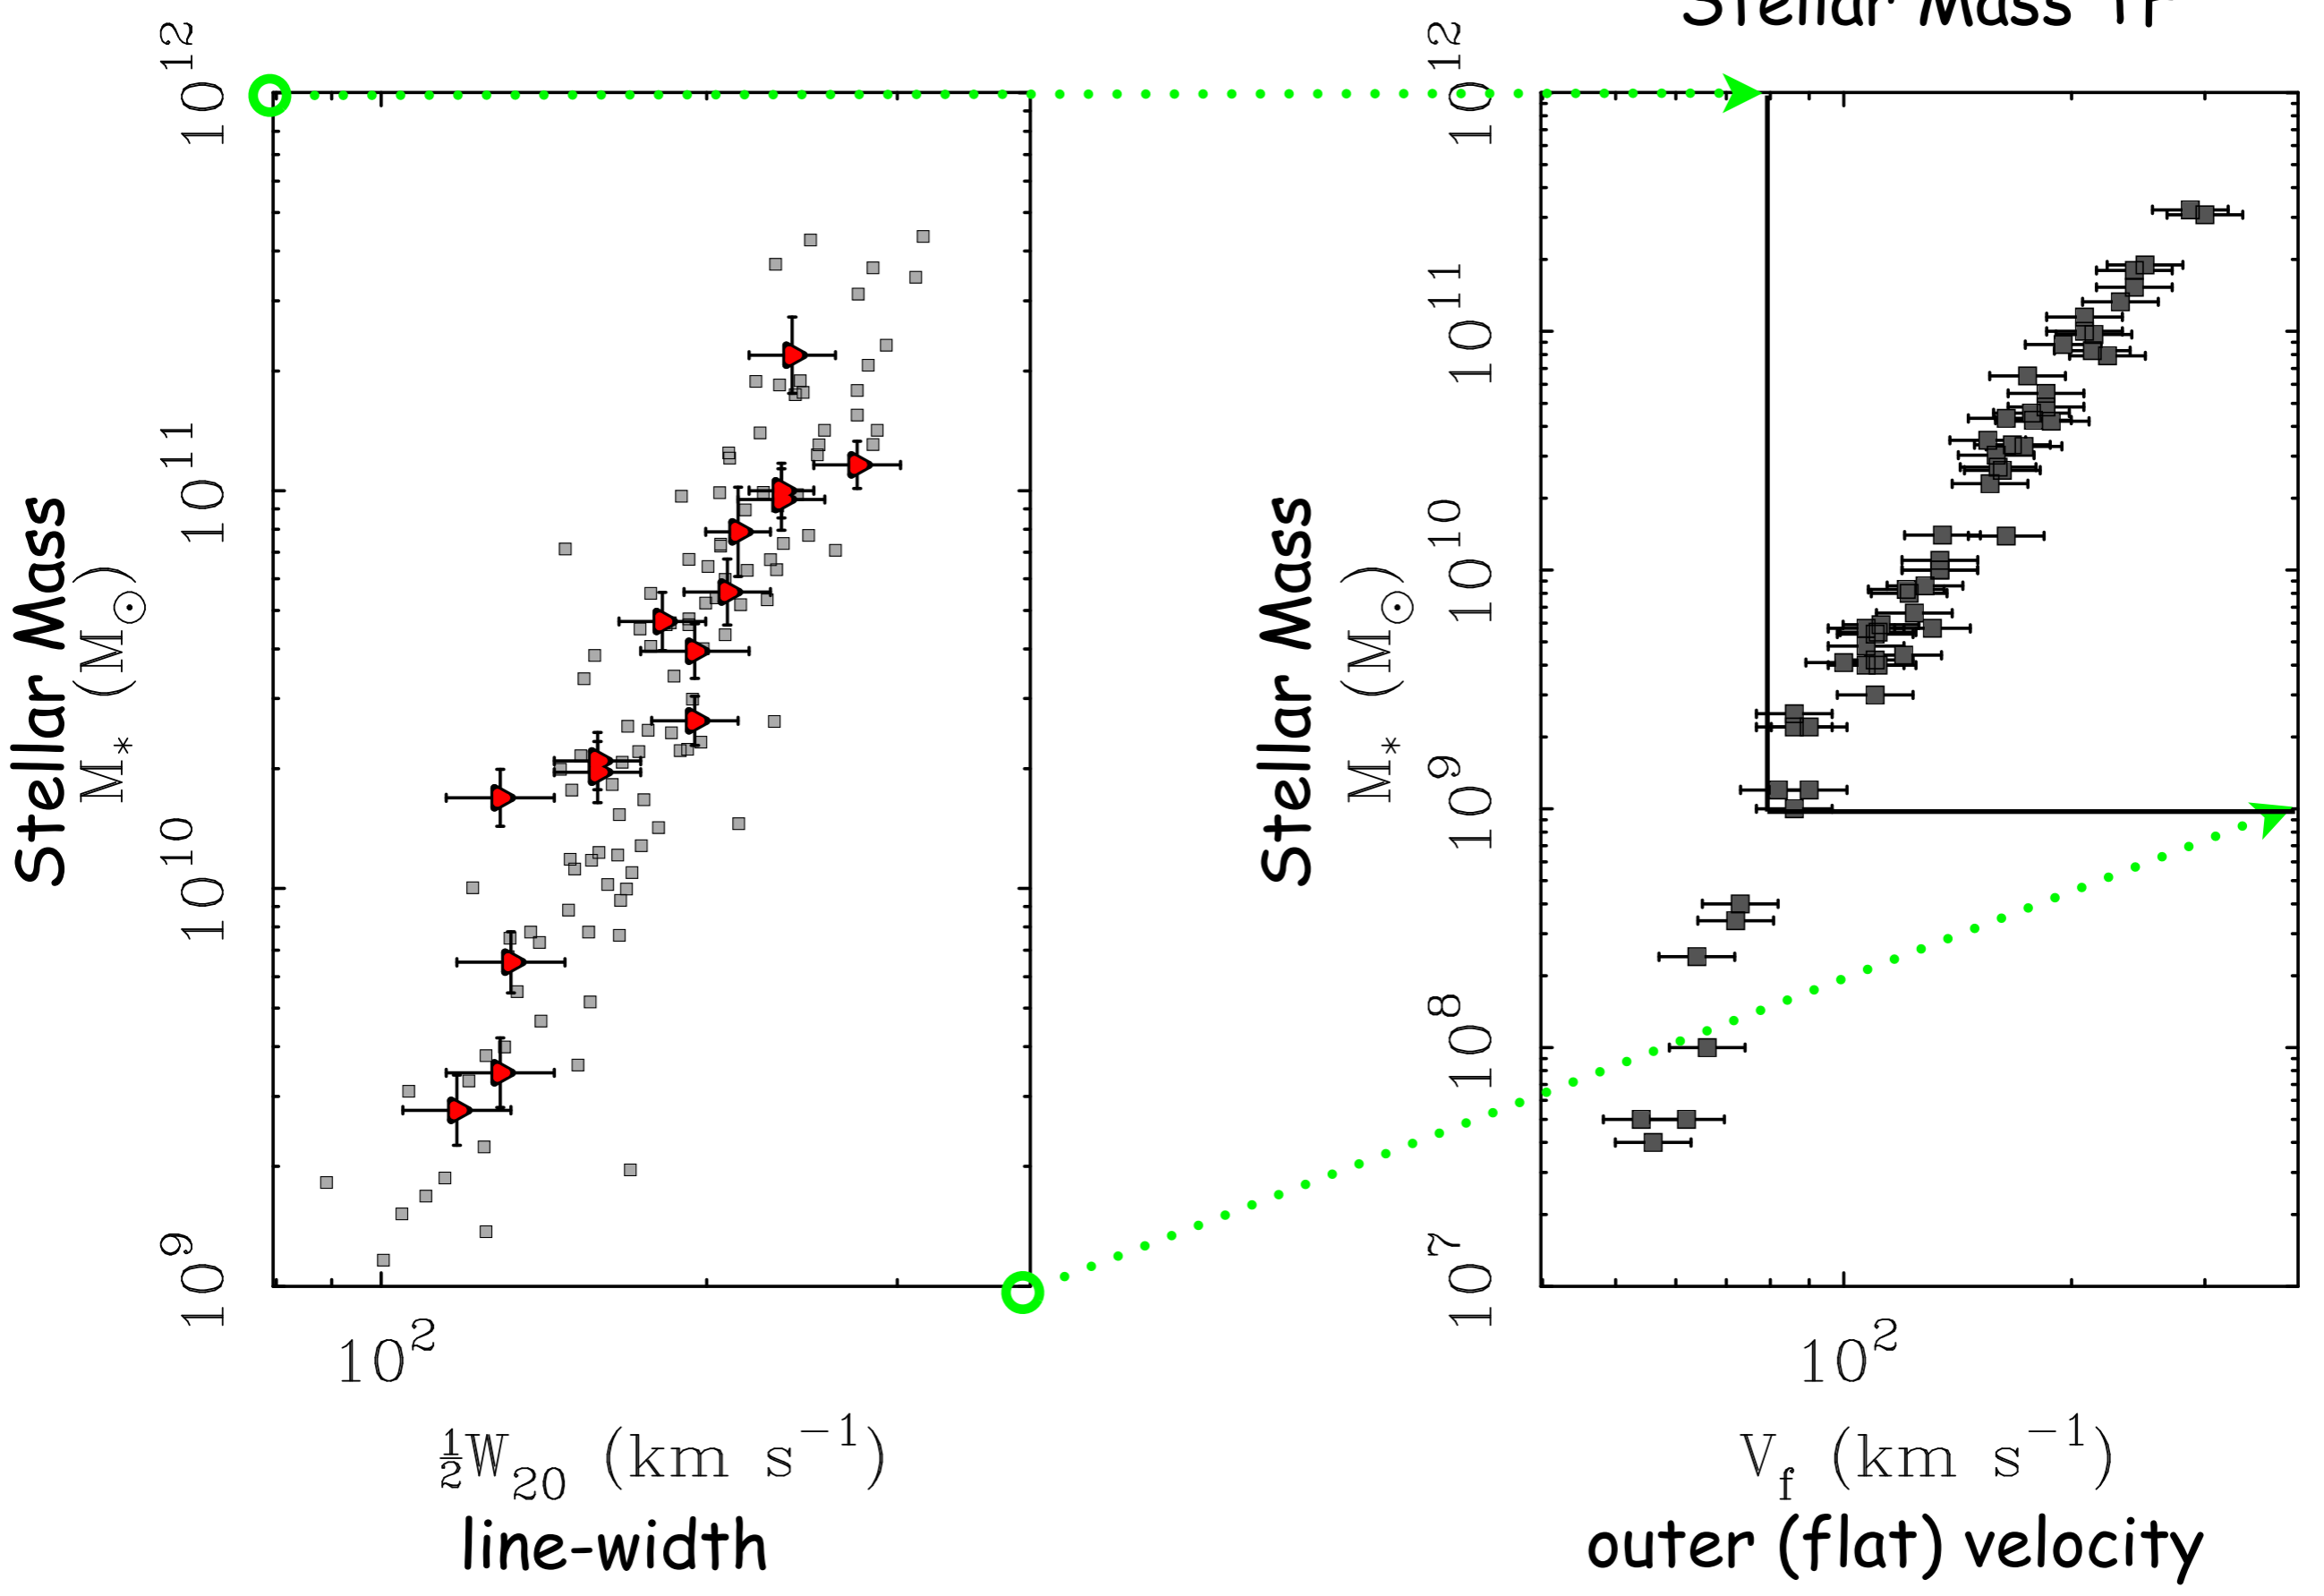 Stellar Mass
Stellar Mass
M* (M☉)
10^12
10^11
10^10
10^9
10^2
½W20 (km s^−1)
line-width
Stellar Mass
M* (M☉)
10^12
10^11
10^10
10^9
10^8
10^7
10^2
Vf (km s^−1)
outer (flat) velocity